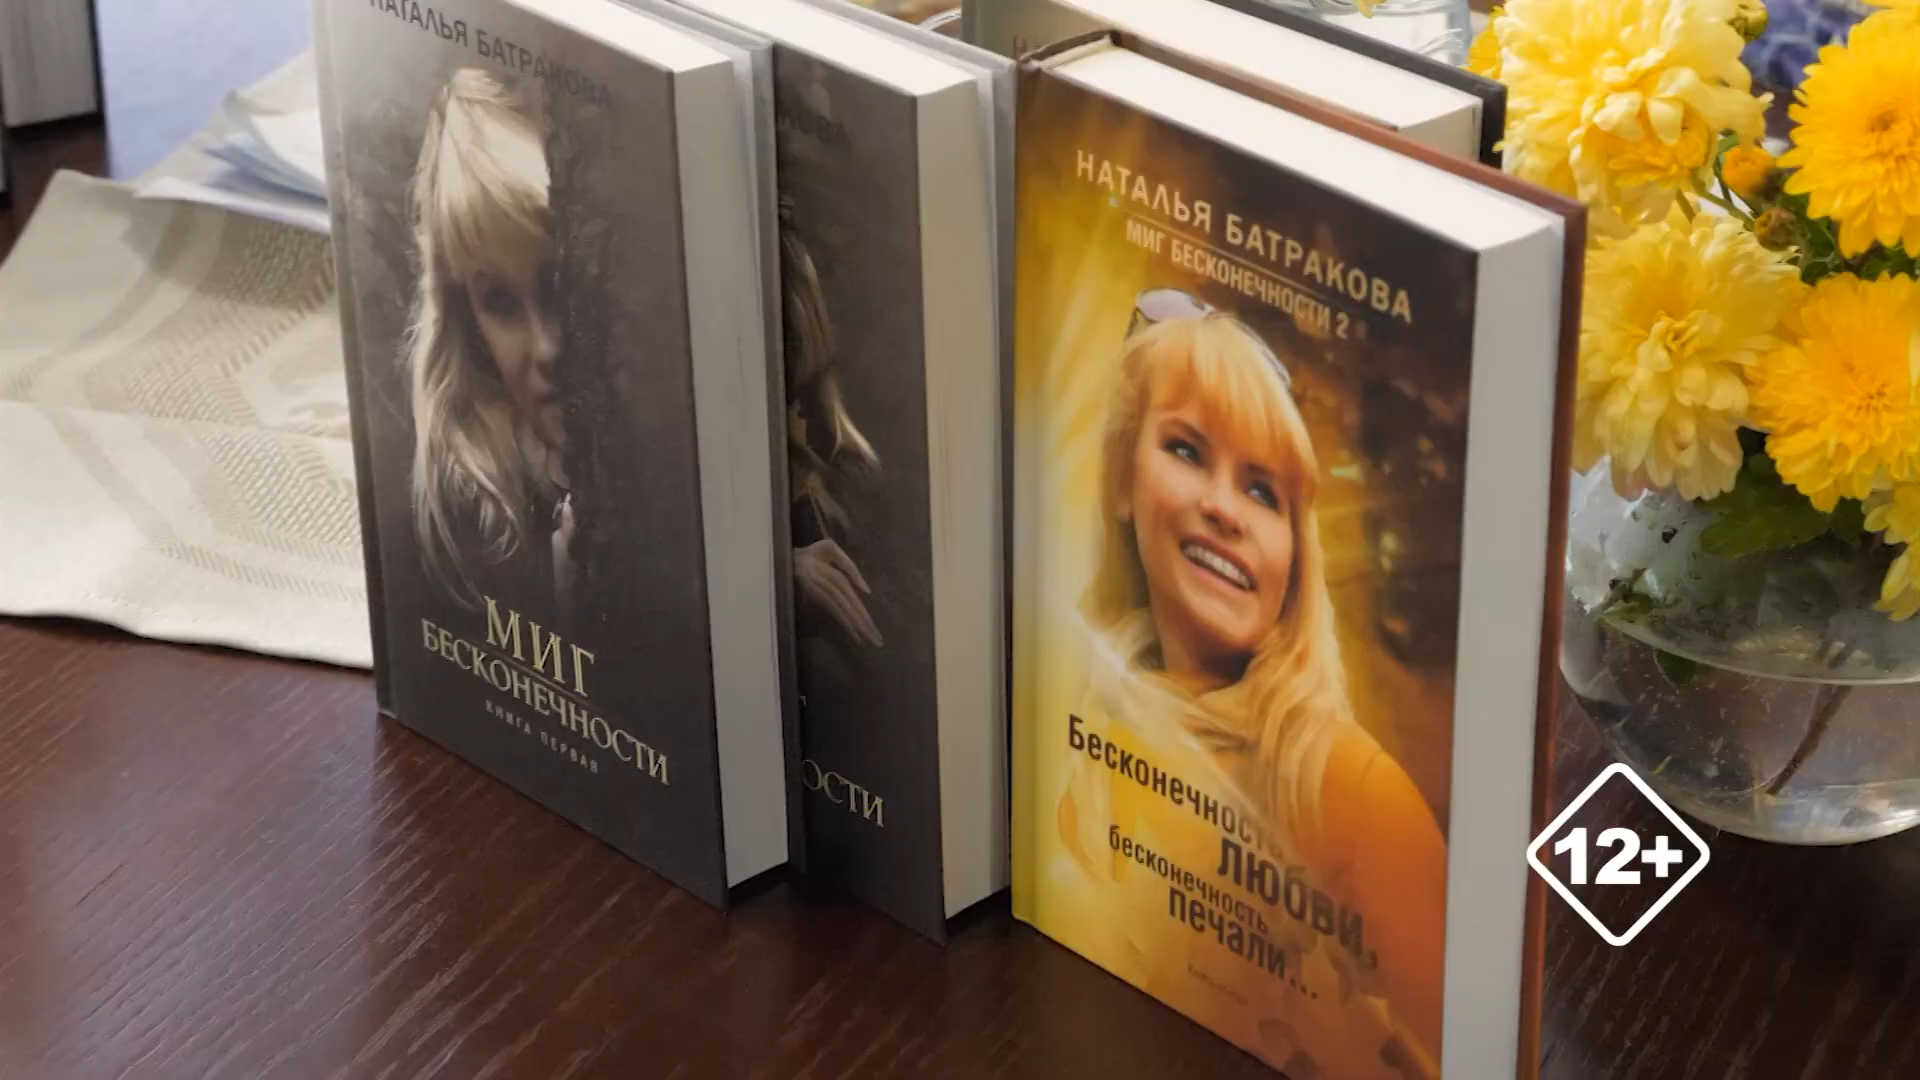 НАТАЛЬЯ БАТРАКОВА
МИГ
БЕСКОНЕЧНОСТИ
КНИГА ПЕРВАЯ
ОСТИ
НАТАЛЬЯ БАТРАКОВА
МИГ БЕСКОНЕЧНОСТИ 2
Бесконечность
ЛЮБВИ,
бесконечность
печали...
12+